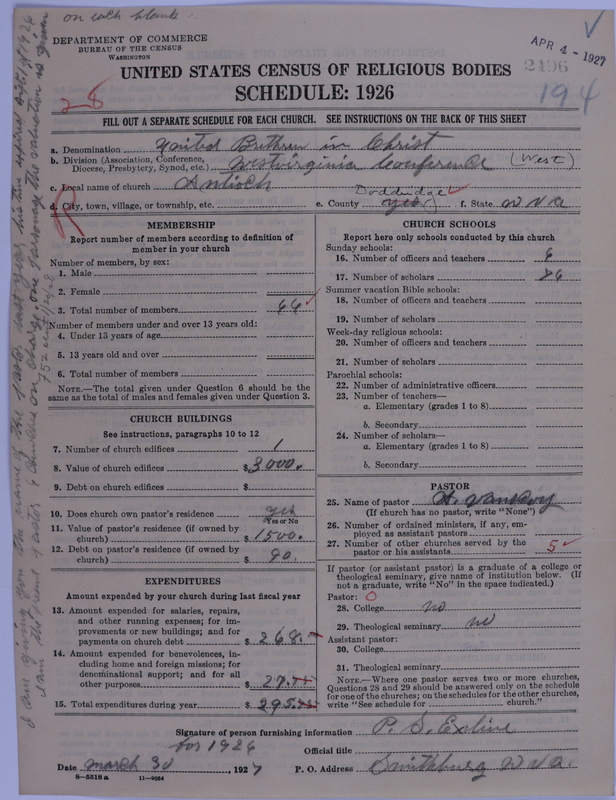 on each blank
DEPARTMENT OF COMMERCE
BUREAU OF THE CENSUS
WASHINGTON
APR 4 - 1927
2496
194
UNITED STATES CENSUS OF RELIGIOUS BODIES
SCHEDULE: 1926
28
FILL OUT A SEPARATE SCHEDULE FOR EACH CHURCH. SEE INSTRUCTIONS ON THE BACK OF THIS SHEET
a. Denomination United Brethren in Christ
b. Division (Association, Conference, Diocese, Presbytery, Synod, etc.) West virginia Conference (West)
c. Local name of church Antioch
Doddridge
d. City, town, village, or township, etc. e. County yes f. State W VA
MEMBERSHIP
Report number of members according to definition of
member in your church
Number of members, by sex:
1. Male
2. Female
3. Total number of members 66
Number of members under and over 13 years old:
4. Under 13 years of age
5. 13 years old and over
6. Total number of members
NOTE.—The total given under Question 6 should be
same as the total of males and females given under Question 3.
CHURCH BUILDINGS
See instructions, paragraphs 10 to 12
7. Number of church edifices 1
8. Value of church edifices $3000.
9. Debt on church edifices $
10. Does church own pastor's residence yes
Yes or No
11. Value of pastor's residence (if owned by
church) $1500.
12. Debt on pastor's residence (if owned by
church) $90.
EXPENDITURES
Amount expended by your church during last fiscal year
13. Amount expended for salaries, repairs,
and other running expenses; for im-
provements or new buildings; and for
payments on church debt $268.
14. Amount expended for benevolences, in-
cluding home and foreign missions; for
denominational support; and for all
other purposes $27.
15. Total expenditures during year $295.
CHURCH SCHOOLS
Report here only schools conducted by this church
Sunday schools:
16. Number of officers and teachers 6
17. Number of scholars
Summer vacation Bible schools:
18. Number of officers and teachers
19. Number of scholars
Week-day religious schools:
20. Number of officers and teachers
21. Number of scholars
Parochial schools:
22. Number of administrative officers
23. Number of teachers—
a. Elementary (grades 1 to 8)
b. Secondary
24. Number of scholars—
a. Elementary (grades 1 to 8)
b. Secondary
PASTOR
25. Name of pastor
(If church has no pastor, write "None")
26. Number of ordained ministers, if any, em-
ployed as assistant pastors
27. Number of other churches served by the
pastor or his assistants 5
If pastor (or assistant pastor) is a graduate of a college or
theological seminary, give name of institution below. (If
not a graduate, write "No" in the space indicated.)
Pastor: 0
28. College no
29. Theological seminary no
Assistant pastor:
30. College
31. Theological seminary
NOTE.—Where one pastor serves two or more churches,
Questions 28 and 29 should be answered only on the schedule
for one of the churches; on the schedules for the other churches,
write "See schedule for church."
Signature of person furnishing information P. S. Exline
for 1926 Official title
Date march 30, 1927 P. O. Address Smithburg W VA.
8-5518 a 11-9054